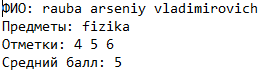 ФИО: rauba arseniy vladimirovich
Предметы: fizika
Отметки: 4 5 6
Средний балл: 5